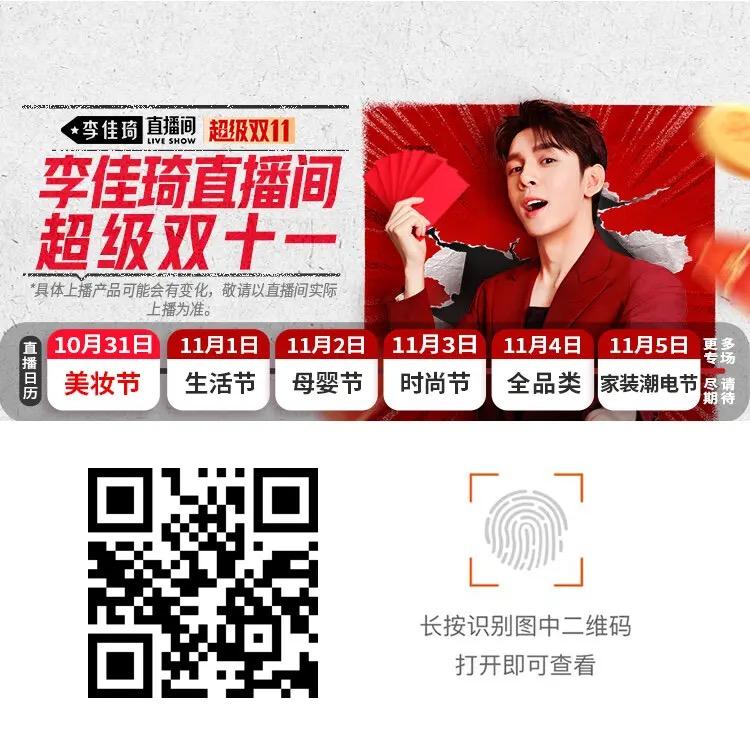 李佳琦 直播间 LIVE SHOW 超级双11
李佳琦直播间
超级双十一
*具体上播产品可能会有变化，敬请以直播间实际
上播为准。
直播日历
10月31日
美妆节
11月1日
生活节
11月2日
母婴节
11月3日
时尚节
11月4日
全品类
11月5日
家装潮电节
更多专场
敬请期待
长按识别图中二维码
打开即可查看